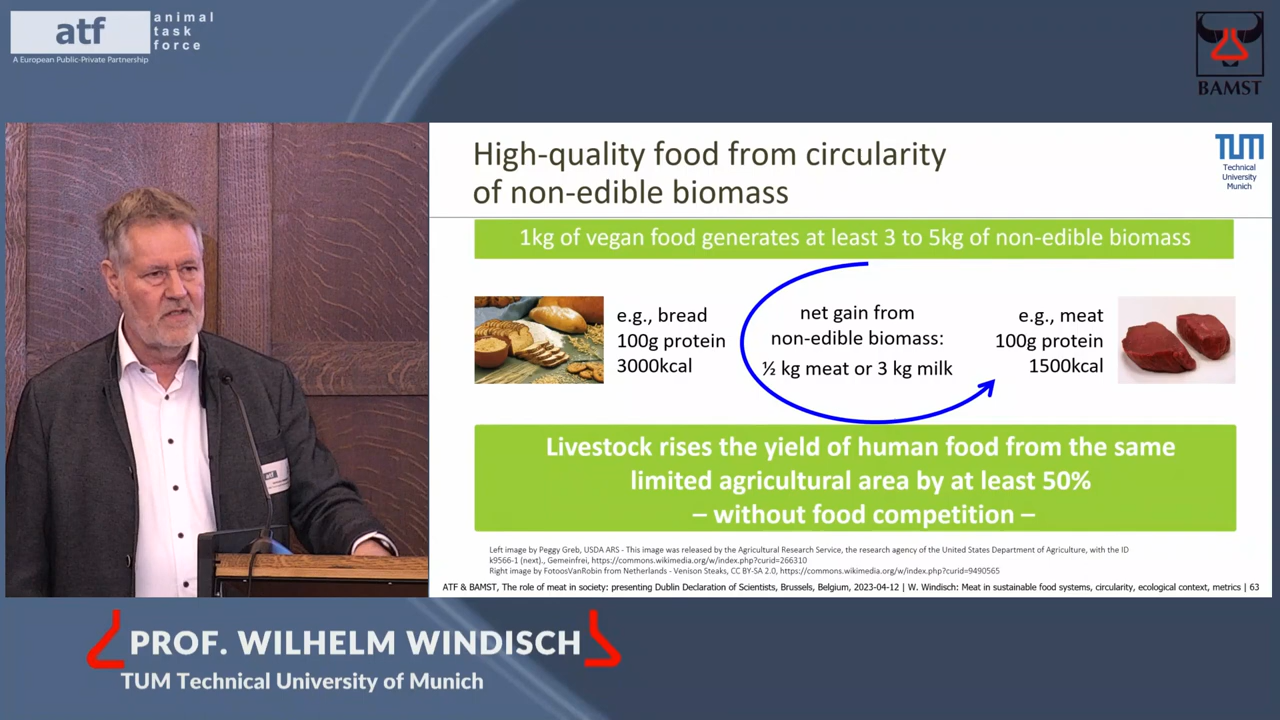 atf
animal
task
force
A European Public-Private Partnership
BAMST
High-quality food from circularity
of non-edible biomass
TUM
Technical
University
Munich
1kg of vegan food generates at least 3 to 5kg of non-edible biomass
e.g., bread
100g protein
3000kcal
net gain from
non-edible biomass:
½ kg meat or 3 kg milk
e.g., meat
100g protein
1500kcal
Livestock rises the yield of human food from the same
limited agricultural area by at least 50%
– without food competition –
Left image by Peggy Greb, USDA ARS - This image was released by the Agricultural Research Service, the research agency of the United States Department of Agriculture, with the ID
k9566-1 (next)., Gemeinfrei, https://commons.wikimedia.org/w/index.php?curid=266310
Right image by FotoosVanRobin from Netherlands - Venison Steaks, CC BY-SA 2.0, https://commons.wikimedia.org/w/index.php?curid=9490565
ATF & BAMST, The role of meat in society: presenting Dublin Declaration of Scientists, Brussels, Belgium, 2023-04-12 | W. Windisch: Meat in sustainable food systems, circularity, ecological context, metrics | 63
atf
PROF. WILHELM WINDISCH
TUM Technical University of Munich